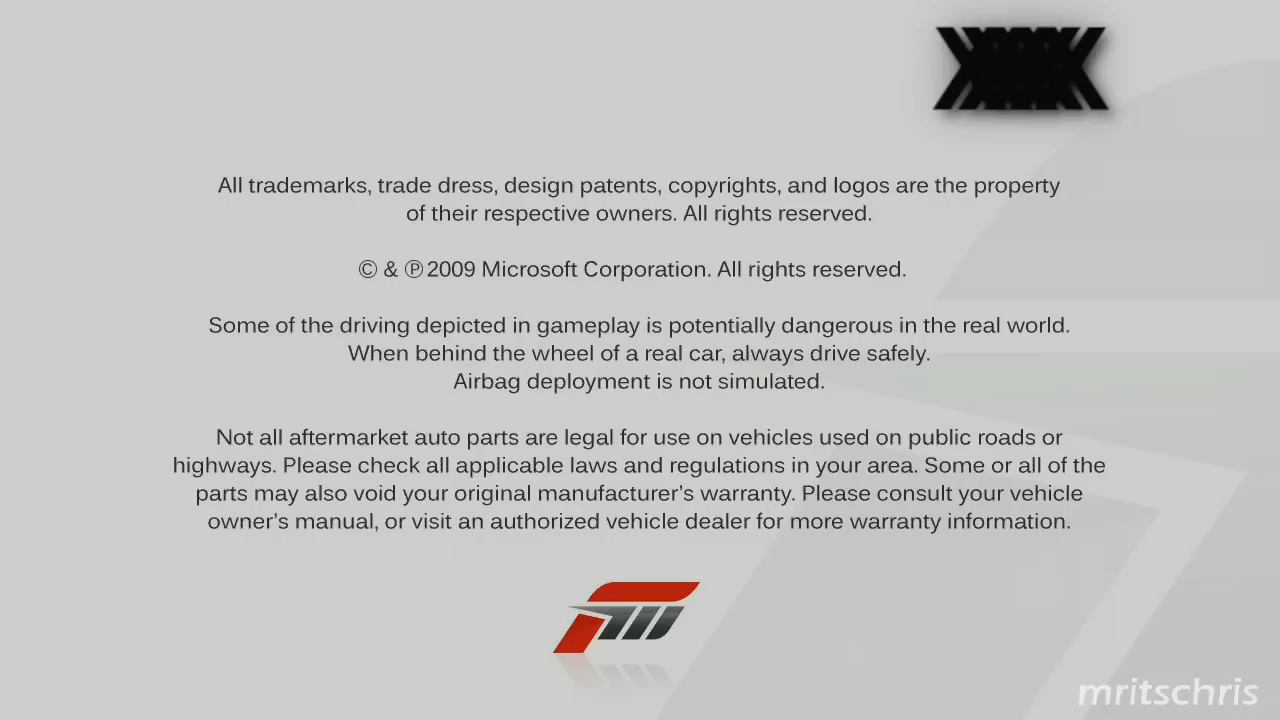 All trademarks, trade dress, design patents, copyrights, and logos are the property
of their respective owners. All rights reserved.
© & ℗ 2009 Microsoft Corporation. All rights reserved.
Some of the driving depicted in gameplay is potentially dangerous in the real world.
When behind the wheel of a real car, always drive safely.
Airbag deployment is not simulated.
Not all aftermarket auto parts are legal for use on vehicles used on public roads or
highways. Please check all applicable laws and regulations in your area. Some or all of the
parts may also void your original manufacturer’s warranty. Please consult your vehicle
owner’s manual, or visit an authorized vehicle dealer for more warranty information.
mritschris